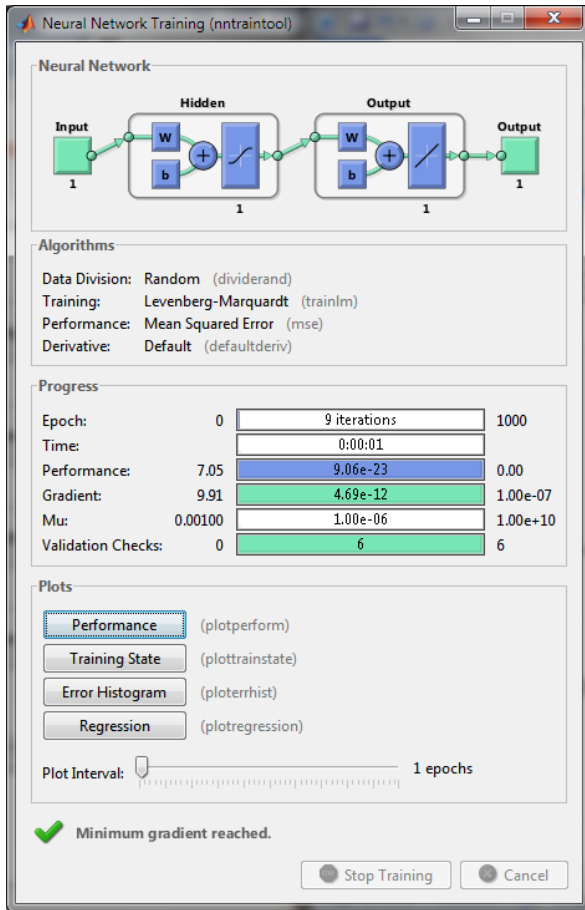 Neural Network Training (nntraintool)
Neural Network
Hidden Output
Input Output
W W
b b
1 1
1 1
Algorithms
Data Division: Random (dividerand)
Training: Levenberg-Marquardt (trainlm)
Performance: Mean Squared Error (mse)
Derivative: Default (defaultderiv)
Progress
Epoch: 0 9 iterations 1000
Time: 0:00:01
Performance: 7.05 9.06e-23 0.00
Gradient: 9.91 4.69e-12 1.00e-07
Mu: 0.00100 1.00e-06 1.00e+10
Validation Checks: 0 6 6
Plots
Performance (plotperform)
Training State (plottrainstate)
Error Histogram (ploterrhist)
Regression (plotregression)
Plot Interval: 1 epochs
Minimum gradient reached.
Stop Training Cancel